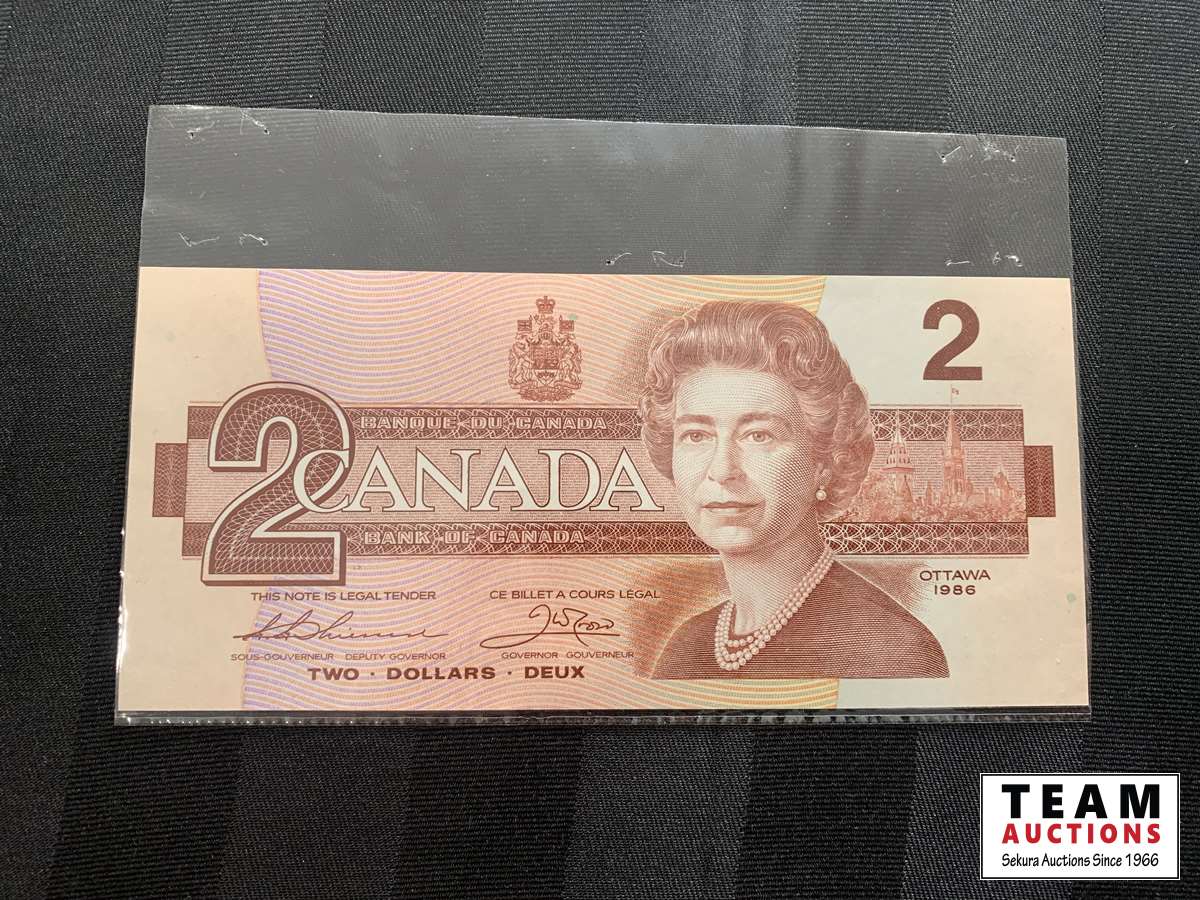 2
BANQUE DU CANADA
2
CANADA
BANK OF CANADA
OTTAWA
1986
THIS NOTE IS LEGAL TENDER
CE BILLET A COURS LÉGAL
SOUS-GOUVERNEUR DEPUTY GOVERNOR
GOVERNOR GOUVERNEUR
TWO · DOLLARS · DEUX
TEAM
AUCTIONS
Sekura Auctions Since 1966